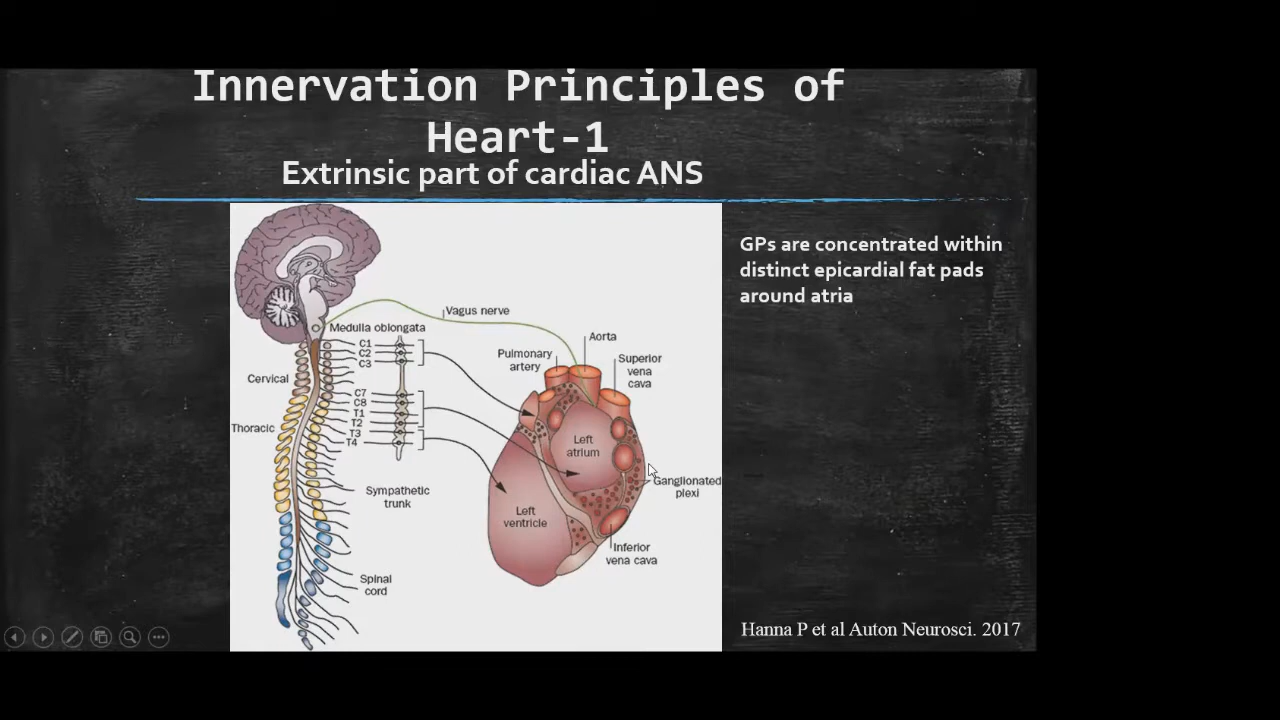 Innervation Principles of
Heart-1
Extrinsic part of cardiac ANS
GPs are concentrated within
distinct epicardial fat pads
around atria
Vagus nerve
Medulla oblongata
C1
C2
C3
Cervical
C7
C8
T1
T2
T3
T4
Thoracic
Sympathetic
trunk
Spinal
cord
Pulmonary
artery
Aorta
Superior
vena
cava
Left
atrium
Left
ventricle
Ganglionated
plexi
Inferior
vena cava
Hanna P et al Auton Neurosci. 2017